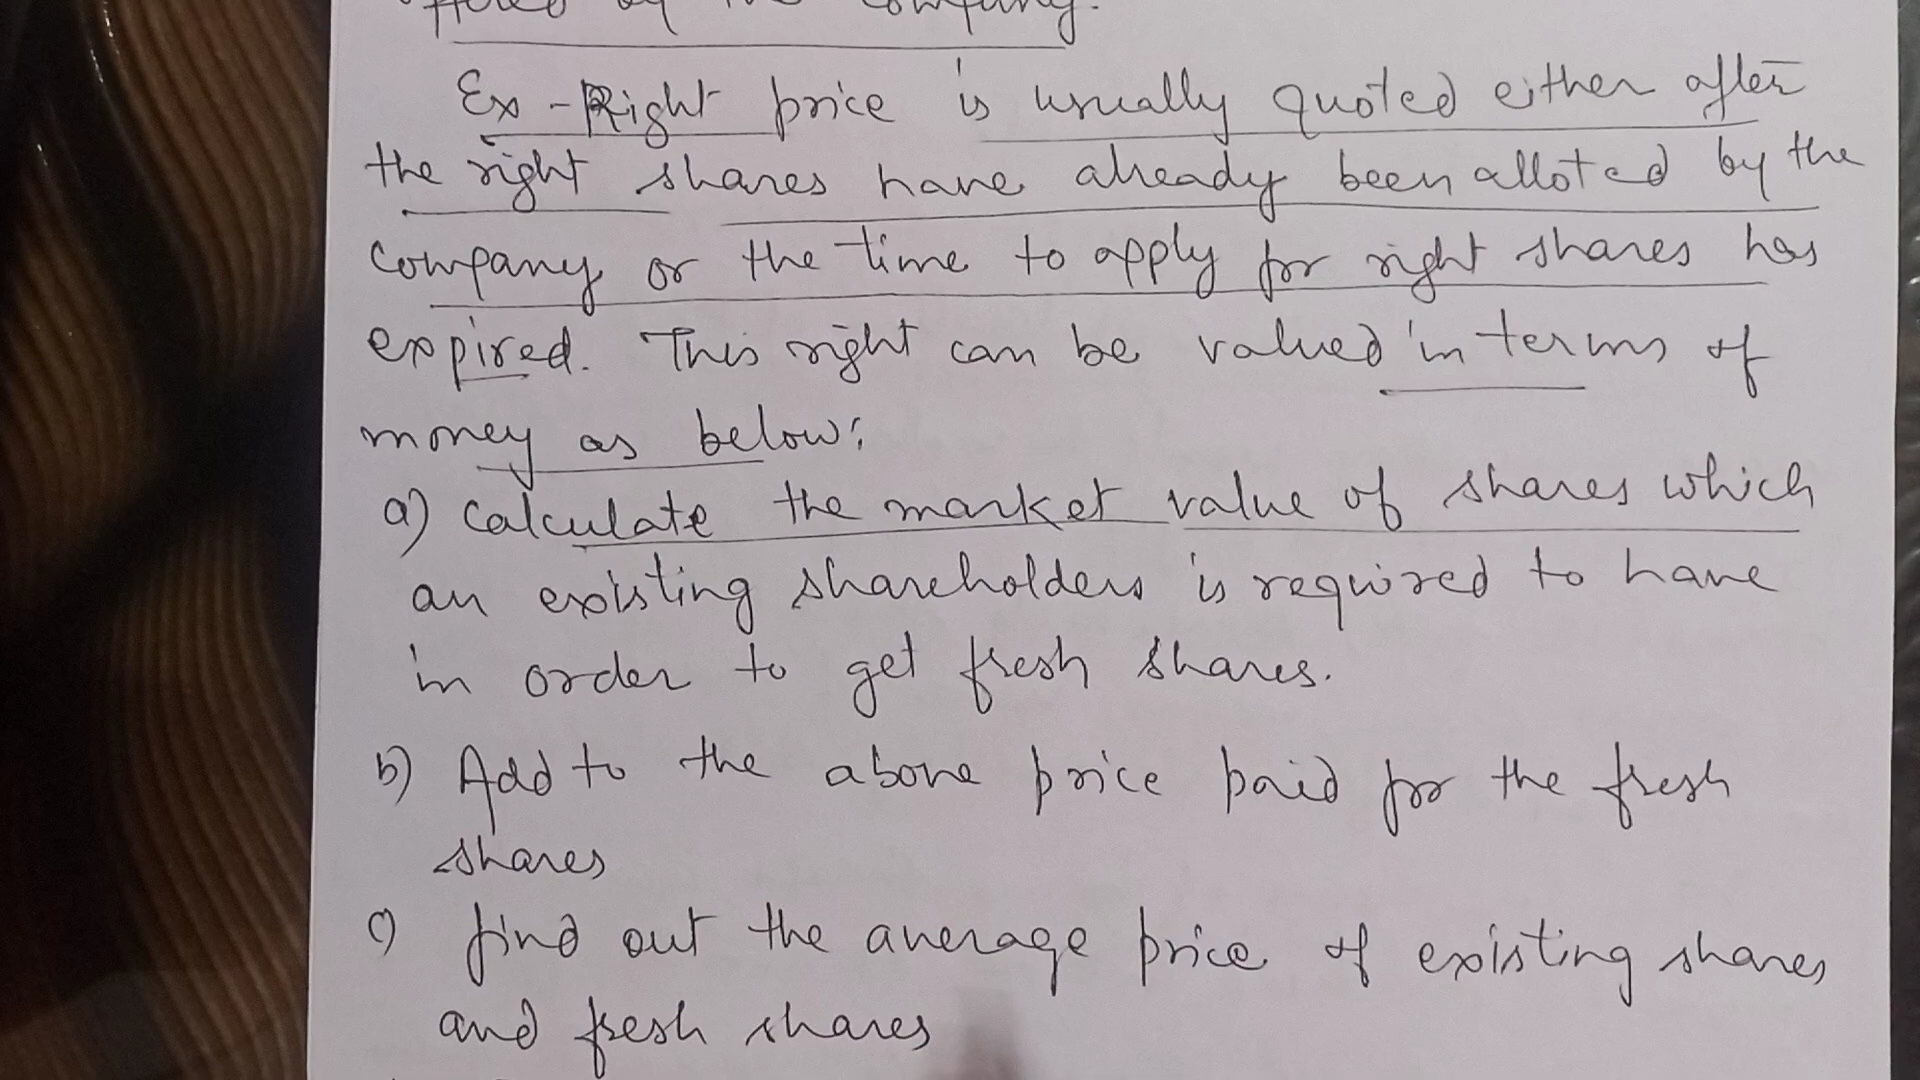 offered by the company.
Ex-Right price is usually quoted either after
the right shares have already been alloted by the
company or the time to apply for right shares has
expired. This right can be valued in terms of
money as below:
a) Calculate the market value of shares which
an existing shareholders is required to have
in order to get fresh shares.
b) Add to the above price paid for the fresh
shares
c) find out the average price of existing shares
and fresh shares